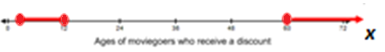 0 12 24 36 48 60 72 x
Ages of moviegoers who receive a discount